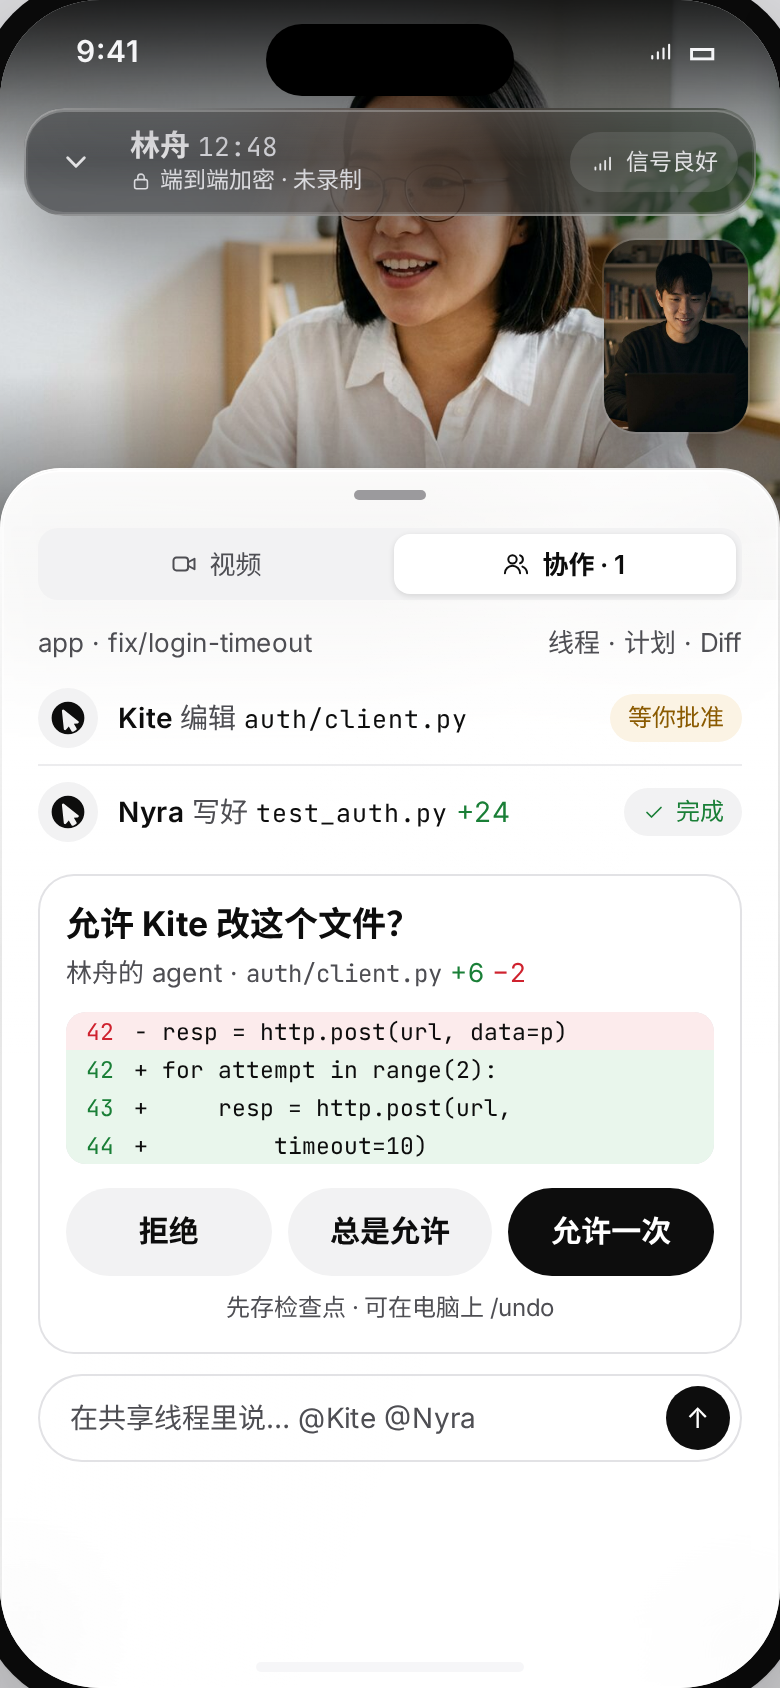 9:41
林舟 12:48
端到端加密 · 未录制
信号良好
视频
协作 · 1
app · fix/login-timeout
线程 · 计划 · Diff
Kite 编辑 auth/client.py
等你批准
Nyra 写好 test_auth.py +24
完成
允许 Kite 改这个文件？
林舟的 agent · auth/client.py +6 −2
42 - resp = http.post(url, data=p)
42 + for attempt in range(2):
43 +     resp = http.post(url,
44 +         timeout=10)
拒绝
总是允许
允许一次
先存检查点 · 可在电脑上 /undo
在共享线程里说… @Kite @Nyra